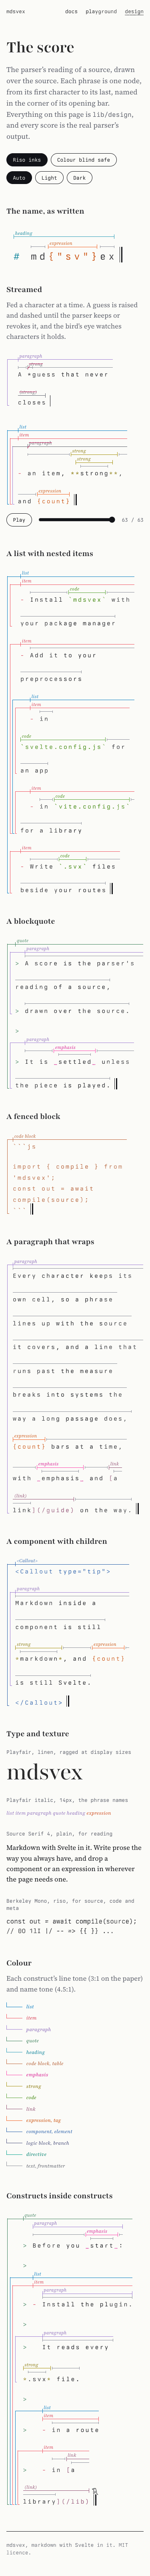 mdsvex docs playground design
The score
The parser's reading of a source, drawn
over the source. Each phrase is one node,
from its first character to its last, named
in the corner of its opening bar.
Everything on this page is lib/design,
and every score is the real parser's
output.
Riso inks Colour blind safe
Auto Light Dark
The name, as written
heading
expression
# md{"sv"}ex
Streamed
Fed a character at a time. A guess is raised
and dashed until the parser keeps or
revokes it, and the bird's eye watches
characters it holds.
paragraph
strong
A *guess that never
(strong)
closes
list
item
paragraph
strong
strong
- an item, **strong**,
expression
and {count}
Play 63 / 63
A list with nested items
list
item
code
- Install `mdsvex` with
your package manager
item
- Add it to your
preprocessors
list
item
- in
code
`svelte.config.js` for
an app
item
code
- in `vite.config.js`
for a library
item
code
- Write `.svx` files
beside your routes
A blockquote
quote
paragraph
> A score is the parser's
reading of a source,
> drawn over the source.
>
paragraph
emphasis
> It is _settled_ unless
the piece is played.
A fenced block
code block
```js
import { compile } from
'mdsvex';
const out = await
compile(source);
```
A paragraph that wraps
paragraph
Every character keeps its
own cell, so a phrase
lines up with the source
it covers, and a line that
runs past the measure
breaks into systems the
way a long passage does,
expression
{count} bars at a time,
emphasis
link
with _emphasis_ and [a
(link)
link](/guide) on the way.
A component with children
<Callout>
<Callout type="tip">
paragraph
Markdown inside a
component is still
strong
expression
*markdown*, and {count}
is still Svelte.
</Callout>
Type and texture
Playfair, linen, ragged at display sizes
mdsvex
Playfair italic, 14px, the phrase names
list item paragraph quote heading expression
Source Serif 4, plain, for reading
Markdown with Svelte in it. Write prose the
way you always have, and drop a
component or an expression in wherever
the page needs one.
Berkeley Mono, riso, for source, code and
meta
const out = await compile(source);
Colour
Each construct's line tone (3:1 on the paper)
and name tone (4.5:1).
list
item
paragraph
quote
heading
code block, table
emphasis
strong
code
link
expression, tag
component, element
logic block, branch
directive
text, frontmatter
Constructs inside constructs
quote
paragraph
emphasis
> Before you _start_:
>
list
item
paragraph
> - Install the plugin.
>
paragraph
> It reads every
strong
*.svx* file.
>
list
item
> - in a route
item
link
> - in [a
(link)
library](/lib)
mdsvex, markdown with Svelte in it. MIT
licence.